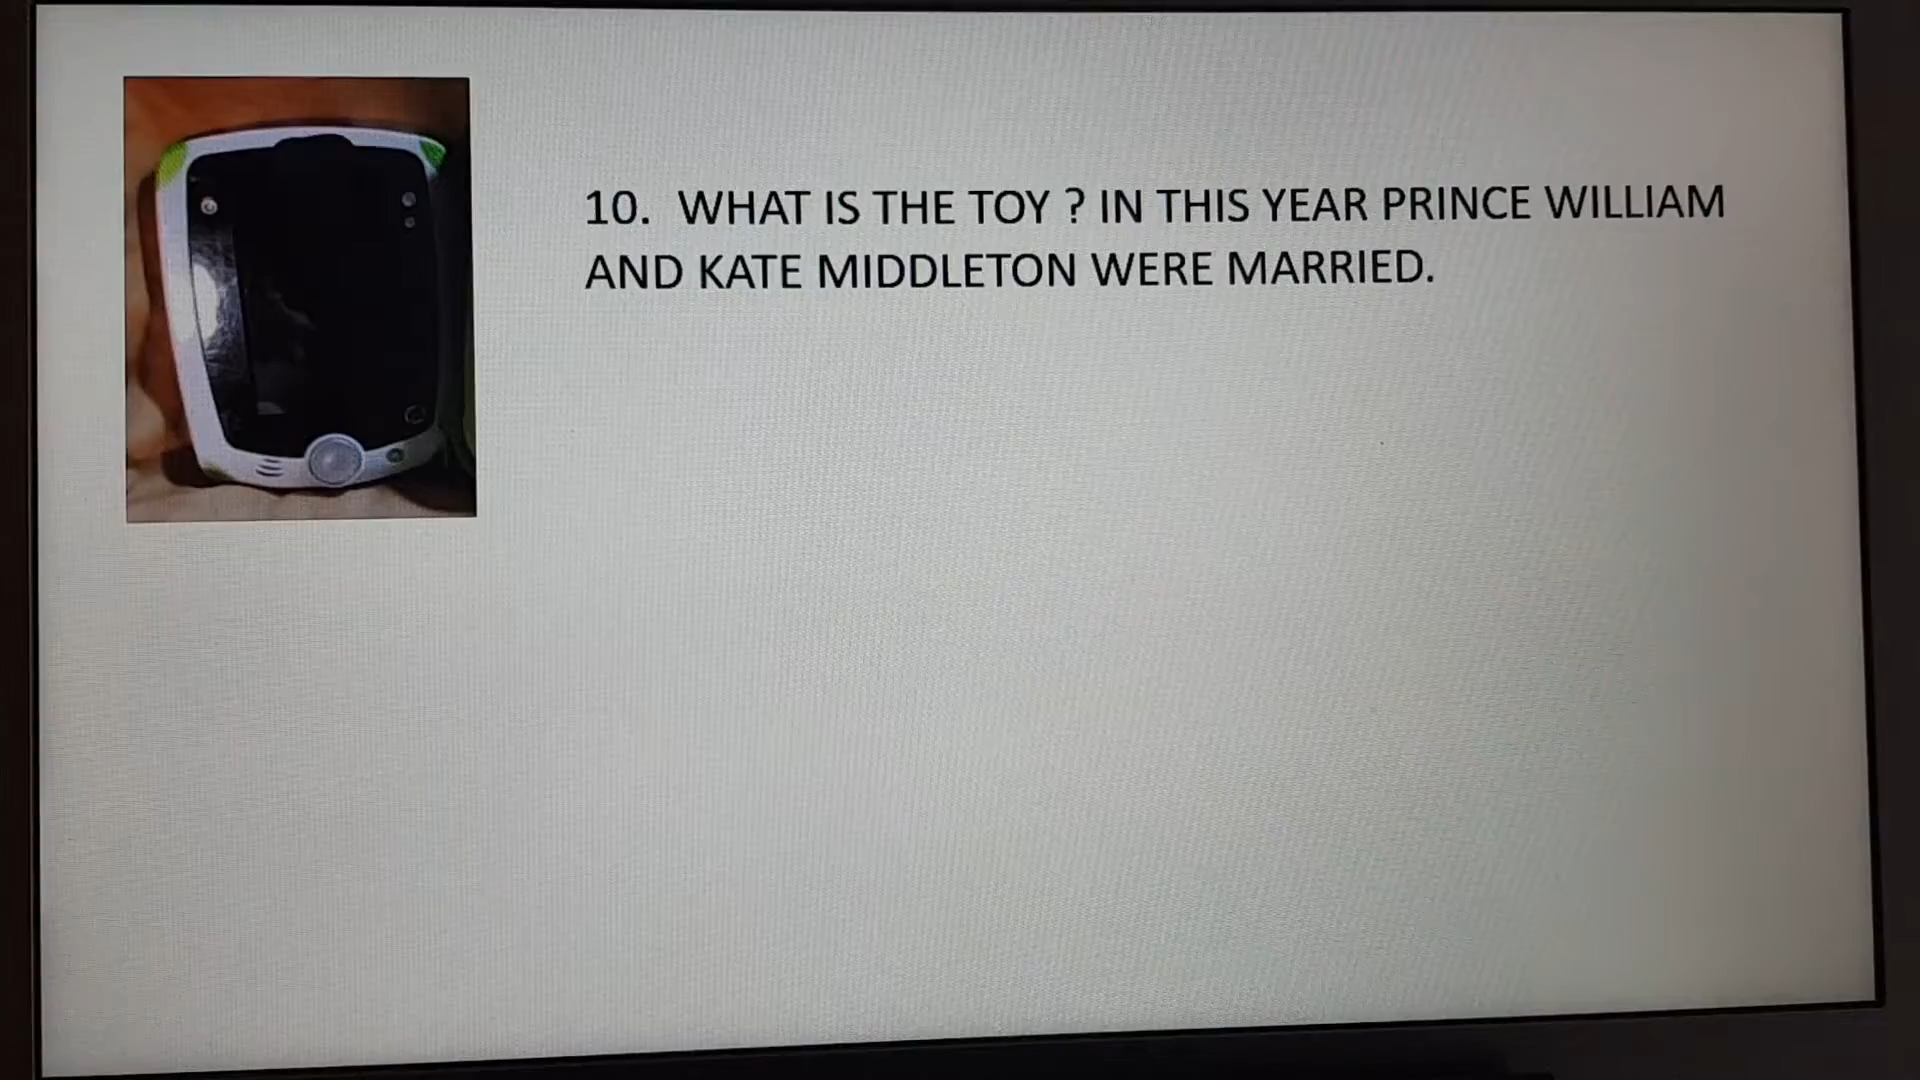 10. WHAT IS THE TOY ? IN THIS YEAR PRINCE WILLIAM
AND KATE MIDDLETON WERE MARRIED.